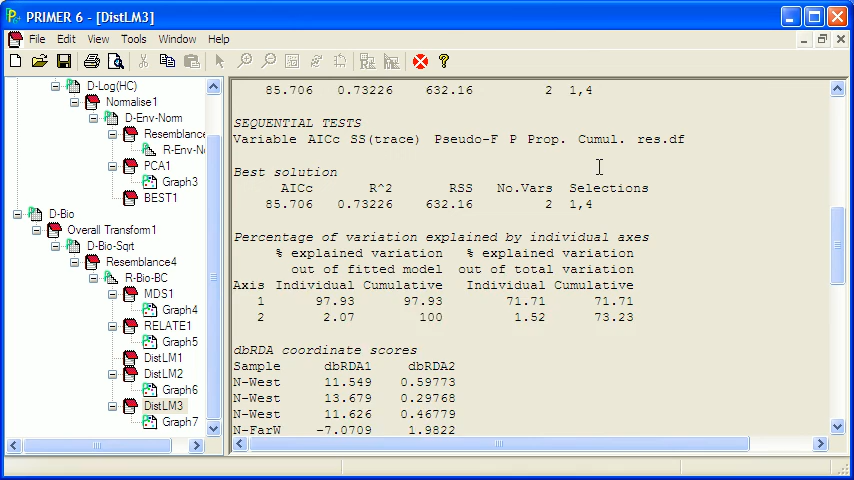 PRIMER 6 - [DistLM3]
File Edit View Tools Window Help
D-Log(HC)
Normalise1
D-Env-Norm
Resemblance
R-Env-No
PCA1
Graph3
BEST1
D-Bio
Overall Transform1
D-Bio-Sqrt
Resemblance4
R-Bio-BC
MDS1
Graph4
RELATE1
Graph5
DistLM1
DistLM2
Graph6
DistLM3
Graph7
85.706 0.73226 632.16 2 1,4
SEQUENTIAL TESTS
Variable AICc SS(trace) Pseudo-F P Prop. Cumul. res.df
Best solution
AICc R^2 RSS No.Vars Selections
85.706 0.73226 632.16 2 1,4
Percentage of variation explained by individual axes
% explained variation % explained variation
out of fitted model out of total variation
Axis Individual Cumulative Individual Cumulative
1 97.93 97.93 71.71 71.71
2 2.07 100 1.52 73.23
dbRDA coordinate scores
Sample dbRDA1 dbRDA2
N-West 11.549 0.59773
N-West 13.679 0.29768
N-West 11.626 0.46779
N-FarW -7.0709 1.9822